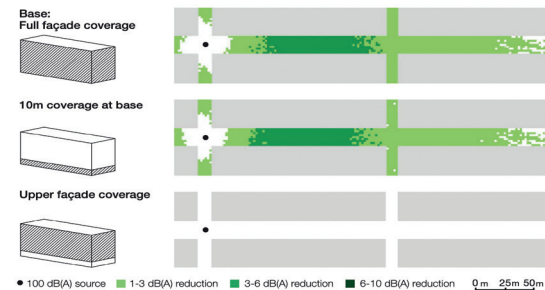 Base:
Full façade coverage
10m coverage at base
Upper façade coverage
100 dB(A) source 1-3 dB(A) reduction 3-6 dB(A) reduction 6-10 dB(A) reduction 0 m 25m 50m